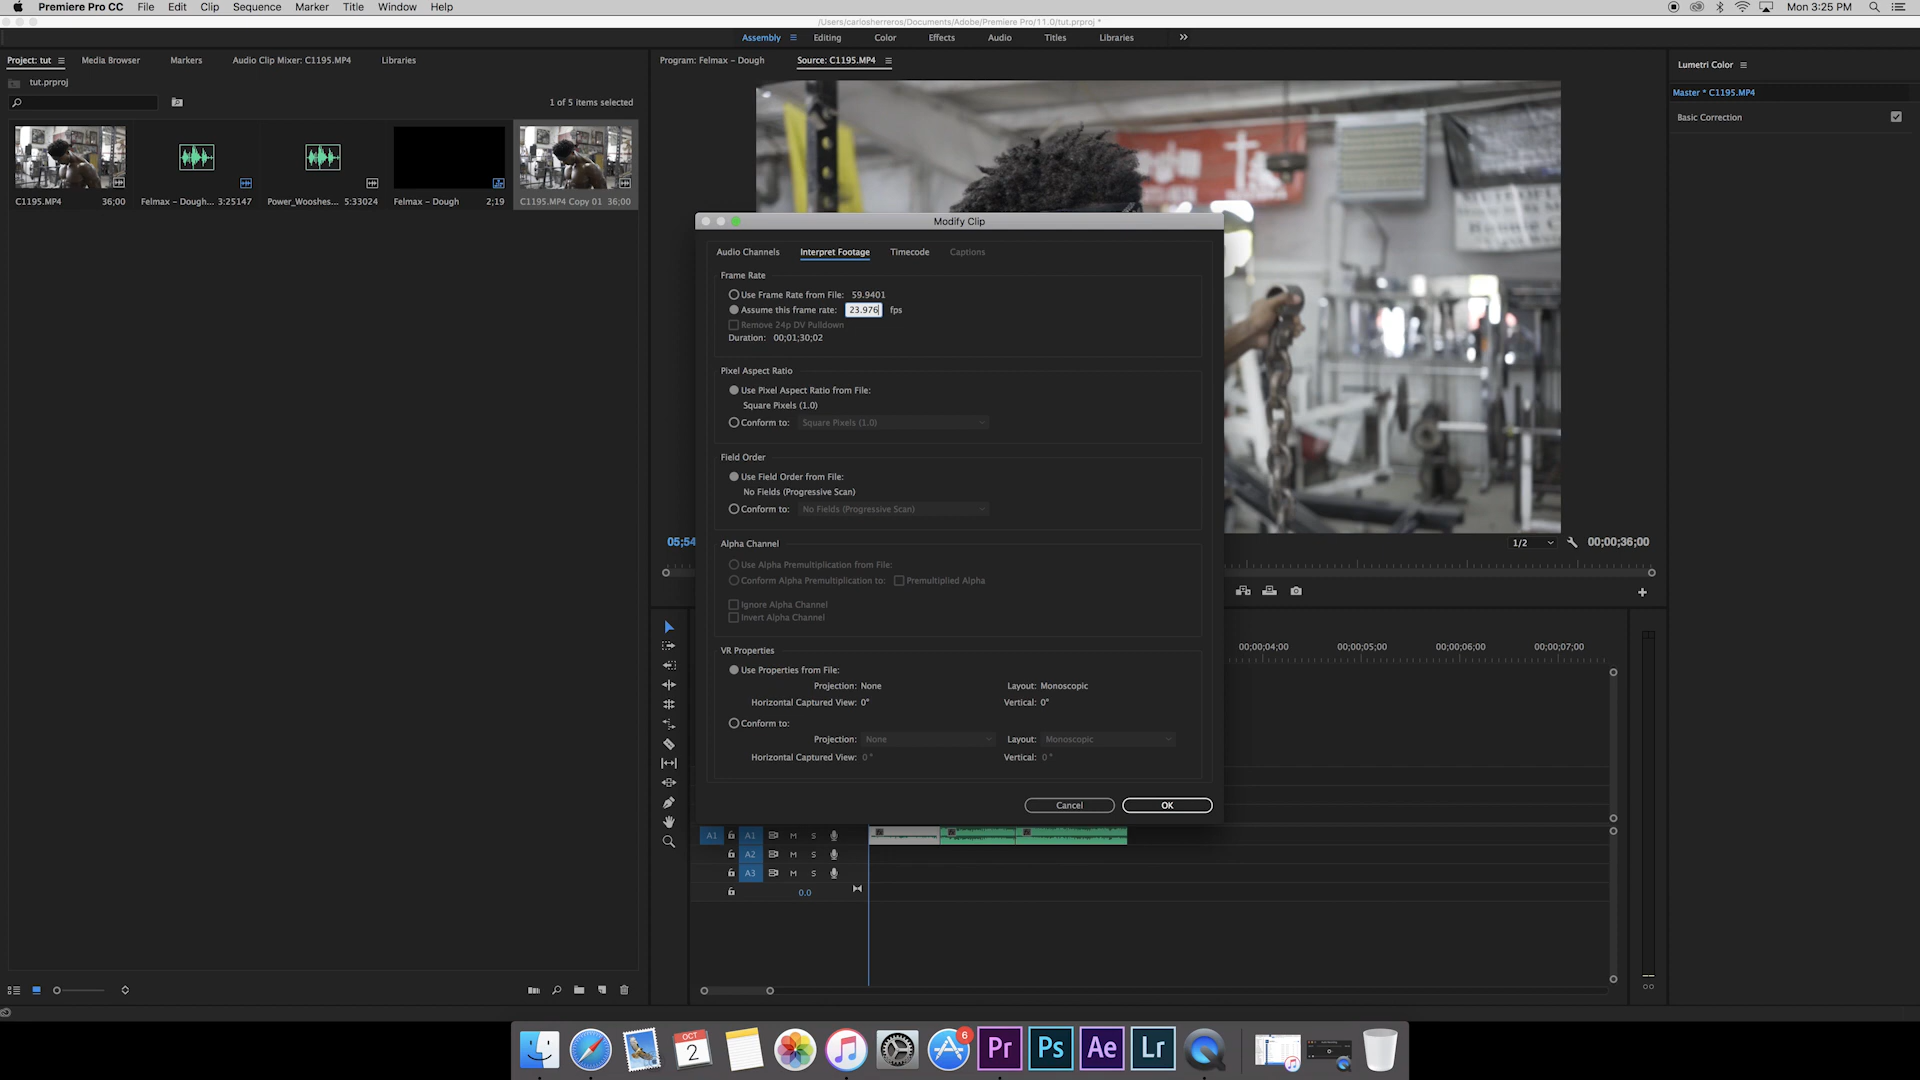 Premiere Pro CC File Edit Clip Sequence Marker Title Window Help Mon 3:25 PM
/Users/carlosherreros/Documents/Adobe/Premiere Pro/11.0/tut.prproj *
Assembly Editing Color Effects Audio Titles Libraries
Project: tut Media Browser Markers Audio Clip Mixer: C1195.MP4 Libraries
Program: Felmax – Dough Source: C1195.MP4
Lumetri Color
tut.prproj
Master * C1195.MP4
1 of 5 items selected
Basic Correction
C1195.MP4 36;00 Felmax – Dough... 3:25147 Power_Wooshes... 5:33024 Felmax – Dough 2;19 C1195.MP4 Copy 01 36;00
Modify Clip
Audio Channels Interpret Footage Timecode Captions
Frame Rate
Use Frame Rate from File: 59.9401
Assume this frame rate: 23.976 fps
Remove 24p DV Pulldown
Duration: 00;01;30;02
Pixel Aspect Ratio
Use Pixel Aspect Ratio from File:
Square Pixels (1.0)
Conform to: Square Pixels (1.0)
Field Order
Use Field Order from File:
No Fields (Progressive Scan)
Conform to: No Fields (Progressive Scan)
Alpha Channel
Use Alpha Premultiplication from File:
Conform Alpha Premultiplication to: Premultiplied Alpha
Ignore Alpha Channel
Invert Alpha Channel
VR Properties
Use Properties from File:
Projection: None Layout: Monoscopic
Horizontal Captured View: 0° Vertical: 0°
Conform to:
Projection: None Layout: Monoscopic
Horizontal Captured View: 0° Vertical: 0°
Cancel OK
05;54
1/2 00;00;36;00
00;00;04;00 00;00;05;00 00;00;06;00 00;00;07;00
A1 A1 M S
A2 M S
A3 M S
0.0
OCT
2
6
Pr Ps Ae Lr